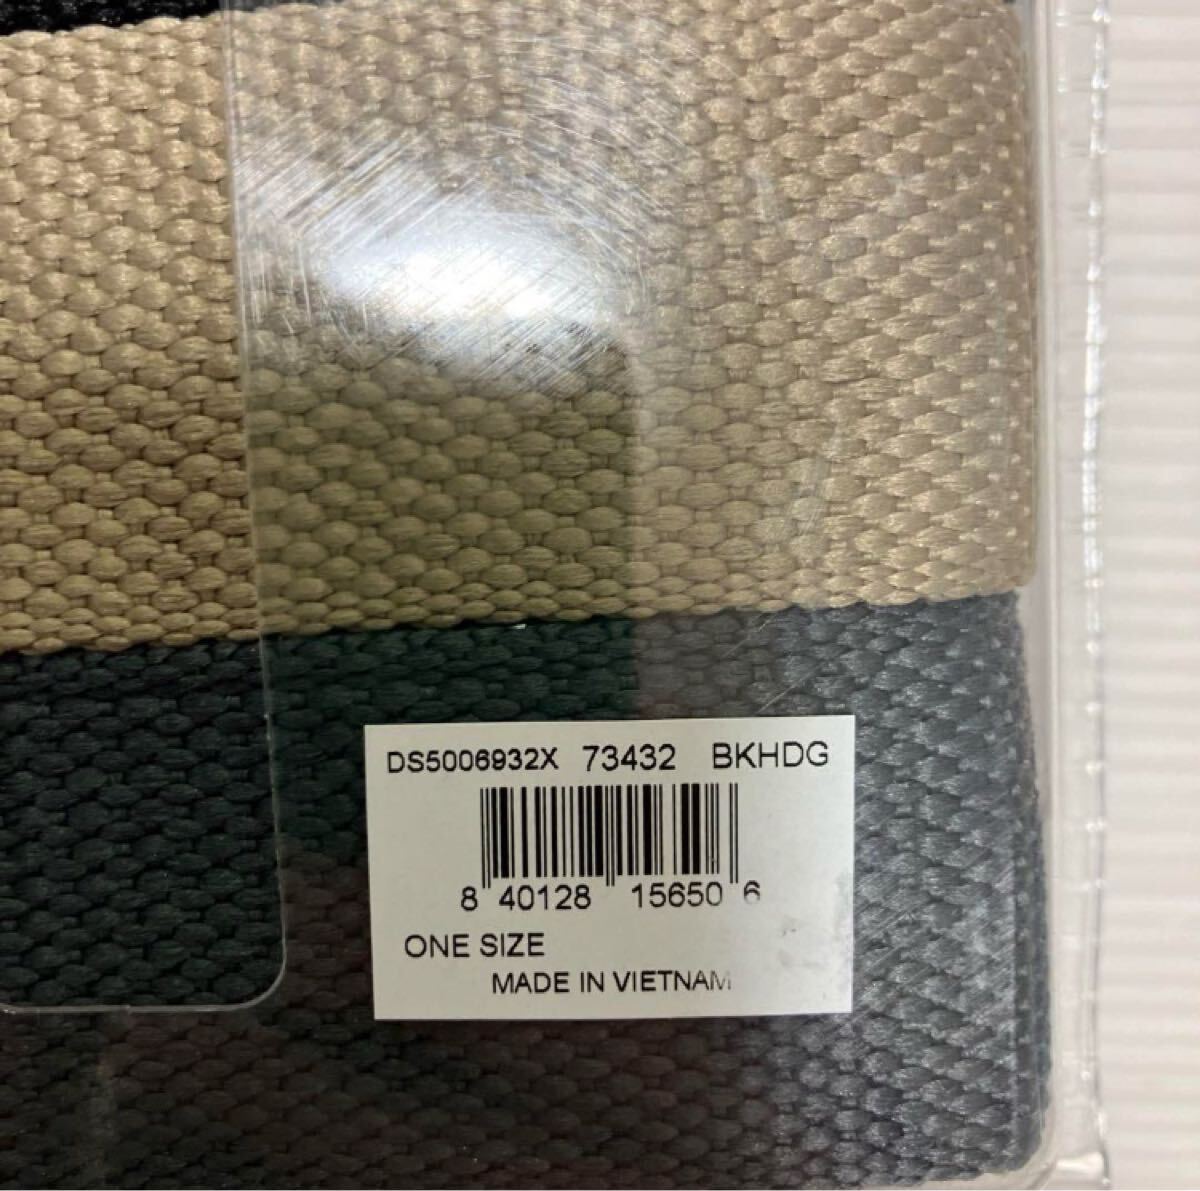 DS5006932X 73432 BKHDG
8 40128 15650 6
ONE SIZE
MADE IN VIETNAM